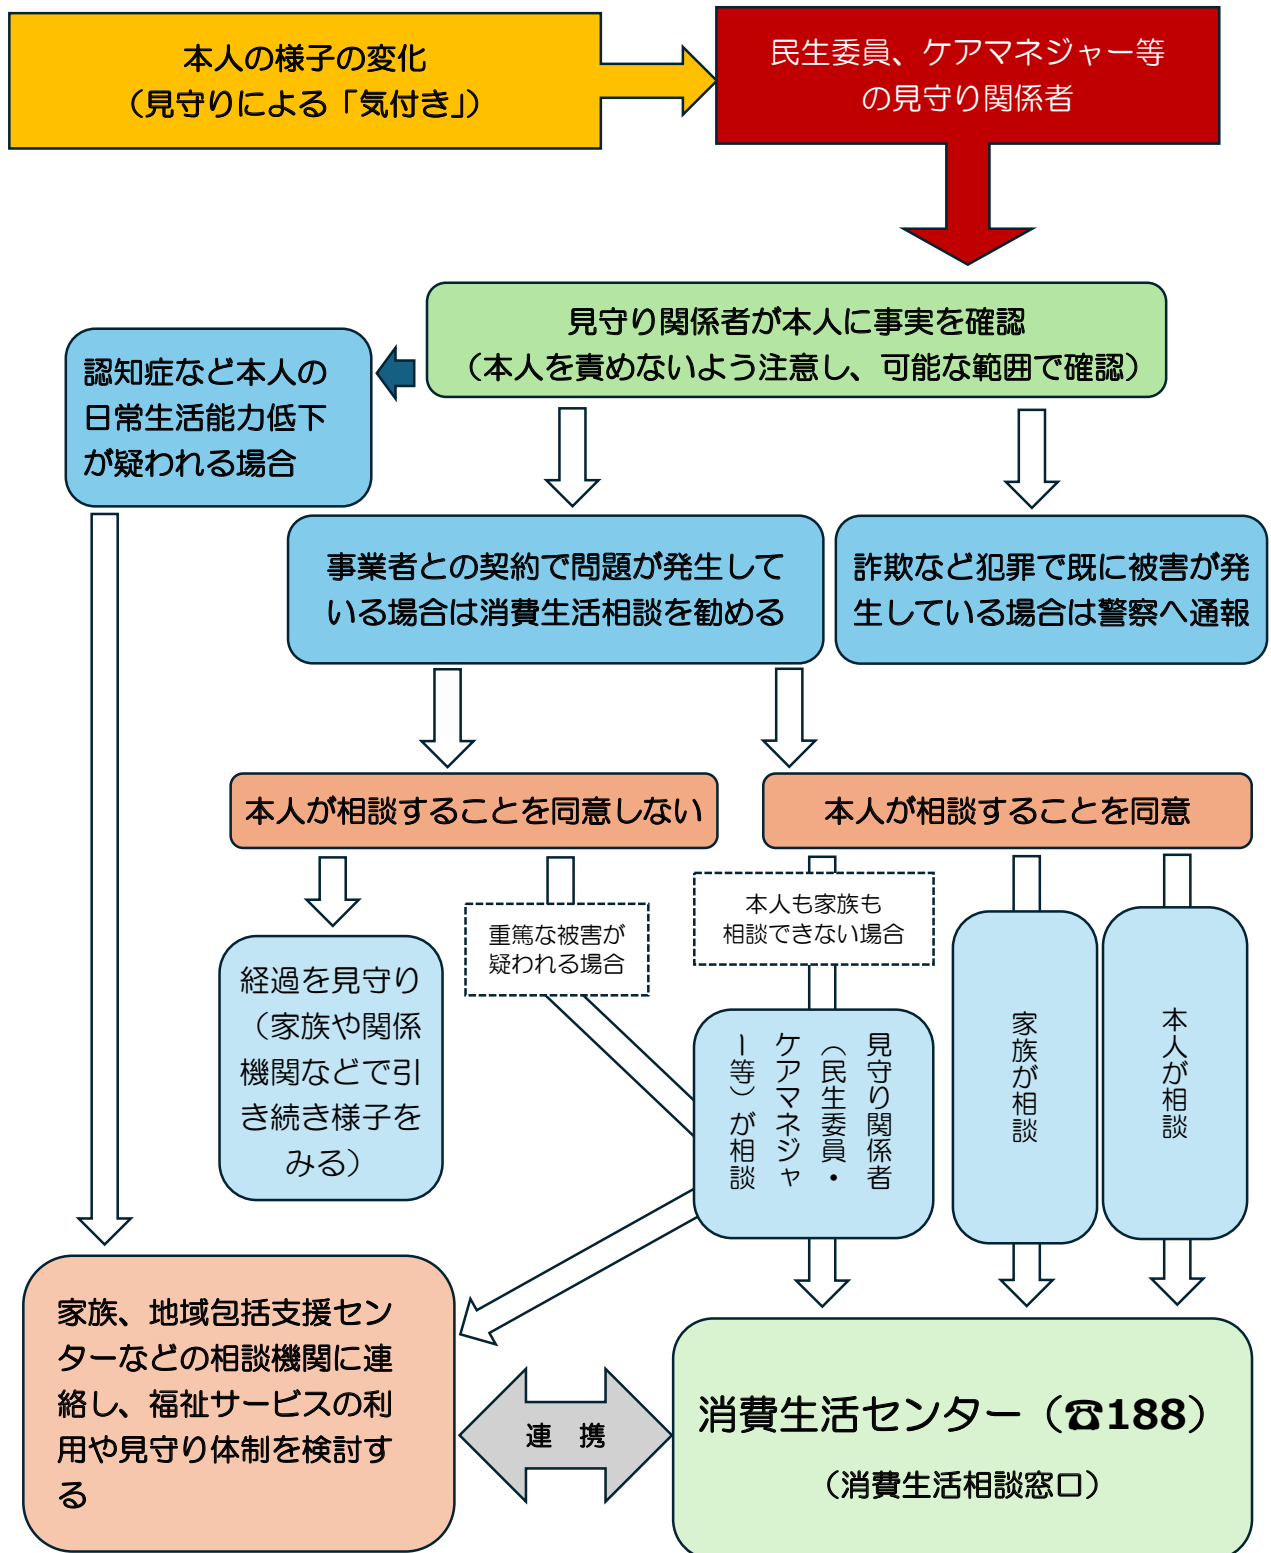 本人の様子の変化
（見守りによる「気付き」）
民生委員、ケアマネジャー等
の見守り関係者
見守り関係者が本人に事実を確認
（本人を責めないよう注意し、可能な範囲で確認）
認知症など本人の
日常生活能力低下
が疑われる場合
事業者との契約で問題が発生して
いる場合は消費生活相談を勧める
詐欺など犯罪で既に被害が発
生している場合は警察へ通報
本人が相談することを同意しない
本人が相談することを同意
重篤な被害が
疑われる場合
本人も家族も
相談できない場合
経過を見守り
（家族や関係
機関などで引
き続き様子を
みる）
見守り関係者
（民生委員・
ケアマネジャ
ー等）が相談
家族が相談
本人が相談
家族、地域包括支援セン
ターなどの相談機関に連
絡し、福祉サービスの利
用や見守り体制を検討す
る
連　携
消費生活センター（☎188）
（消費生活相談窓口）